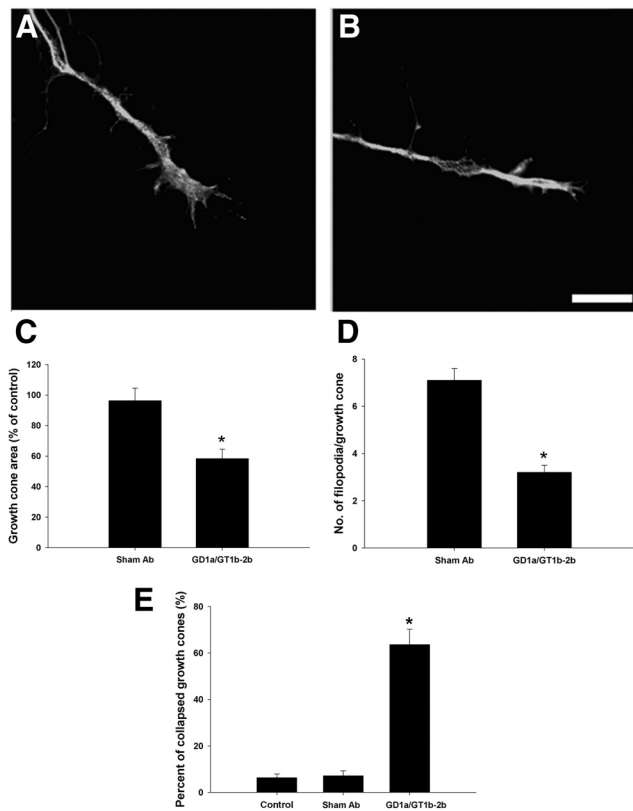 A
B
C
Growth cone area (% of control)
120
100
80
60
40
20
0
*
Sham Ab
GD1a/GT1b-2b
D
No. of filopodia/growth cone
8
6
4
2
0
*
Sham Ab
GD1a/GT1b-2b
E
Percent of collapsed growth cones (%)
80
60
40
20
0
*
Control
Sham Ab
GD1a/GT1b-2b